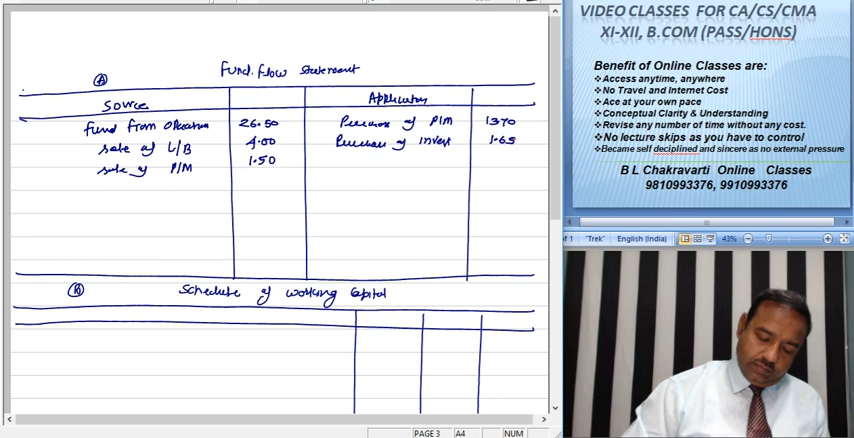 VIDEO CLASSES FOR CA/CS/CMA
XI-XII, B.COM (PASS/HONS)
Benefit of Online Classes are:
❖Access anytime, anywhere
❖No Travel and Internet Cost
❖Ace at your own pace
❖Conceptual Clarity & Understanding
❖Revise any number of time without any cost.
❖No lecture skips as you have to control
❖Became self deciplined and sincere as no external pressure
B L Chakravarti Online Classes
9810993376, 9910993376
of 1 "Trek" English (India) 43%
(A) Fund flow statement
Source Application
Fund from Operation 26.50 Purchase of P/M 1370
sale of L/B 4.00 Purchase of Invest 1.65
sale of P/M 1.50
(B) Schedule of working Capital
PAGE 3 A4 NUM